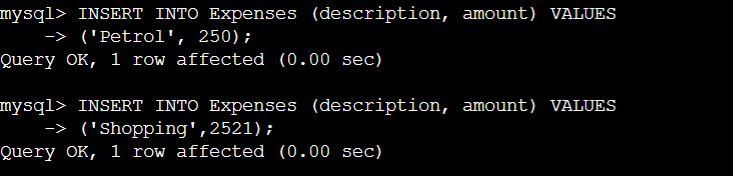 mysql> INSERT INTO Expenses (description, amount) VALUES
    -> ('Petrol', 250);
Query OK, 1 row affected (0.00 sec)
mysql> INSERT INTO Expenses (description, amount) VALUES
    -> ('Shopping',2521);
Query OK, 1 row affected (0.00 sec)